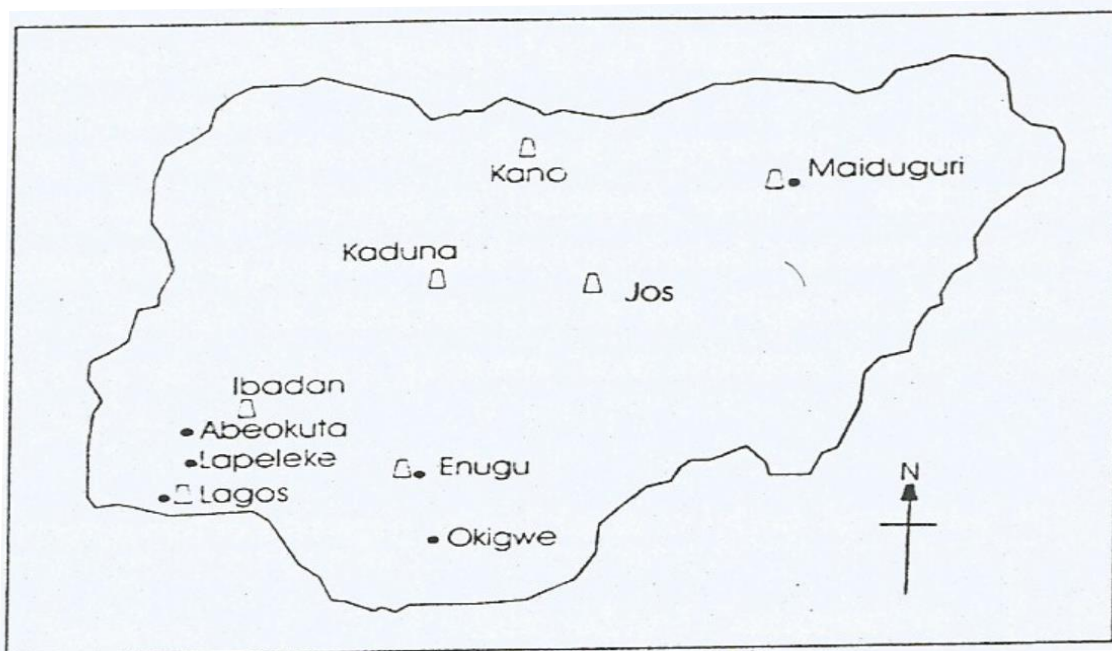 Kano
Maiduguri
Kaduna
Jos
Ibadan
Abeokuta
Lapeleke
Lagos
Enugu
N
Okigwe